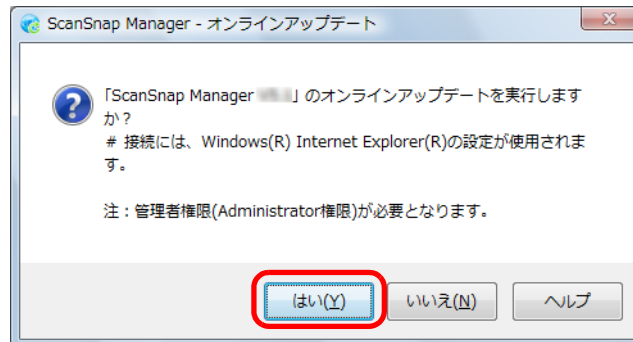 ScanSnap Manager - オンラインアップデート
「ScanSnap Manager 」のオンラインアップデートを実行します
か？
# 接続には、Windows(R) Internet Explorer(R)の設定が使用されま
す。
注：管理者権限(Administrator権限)が必要となります。
はい(Y) いいえ(N) ヘルプ